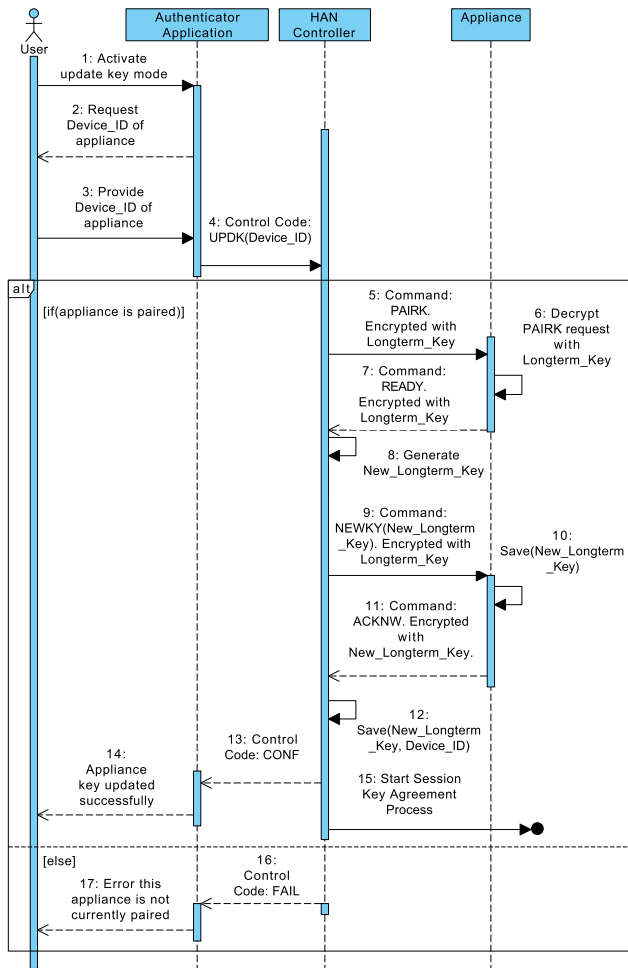 User
Authenticator
Application
HAN
Controller
Appliance
1: Activate
update key mode
2: Request
Device_ID of
appliance
3: Provide
Device_ID of
appliance
4: Control Code:
UPDK(Device_ID)
alt
[if(appliance is paired)]
5: Command:
PAIRK.
Encrypted with
Longterm_Key
6: Decrypt
PAIRK request
with
Longterm_Key
7: Command:
READY.
Encrypted with
Longterm_Key
8: Generate
New_Longterm_Key
9: Command:
NEWKY(New_Longterm
_Key). Encrypted with
Longterm_Key
10:
Save(New_Longterm
_Key)
11: Command:
ACKNW. Encrypted
with
New_Longterm_Key.
12:
Save(New_Longterm
_Key, Device_ID)
13: Control
Code: CONF
14:
Appliance
key updated
successfully
15: Start Session
Key Agreement
Process
[else]
16:
Control
Code: FAIL
17: Error this
appliance is not
currently paired